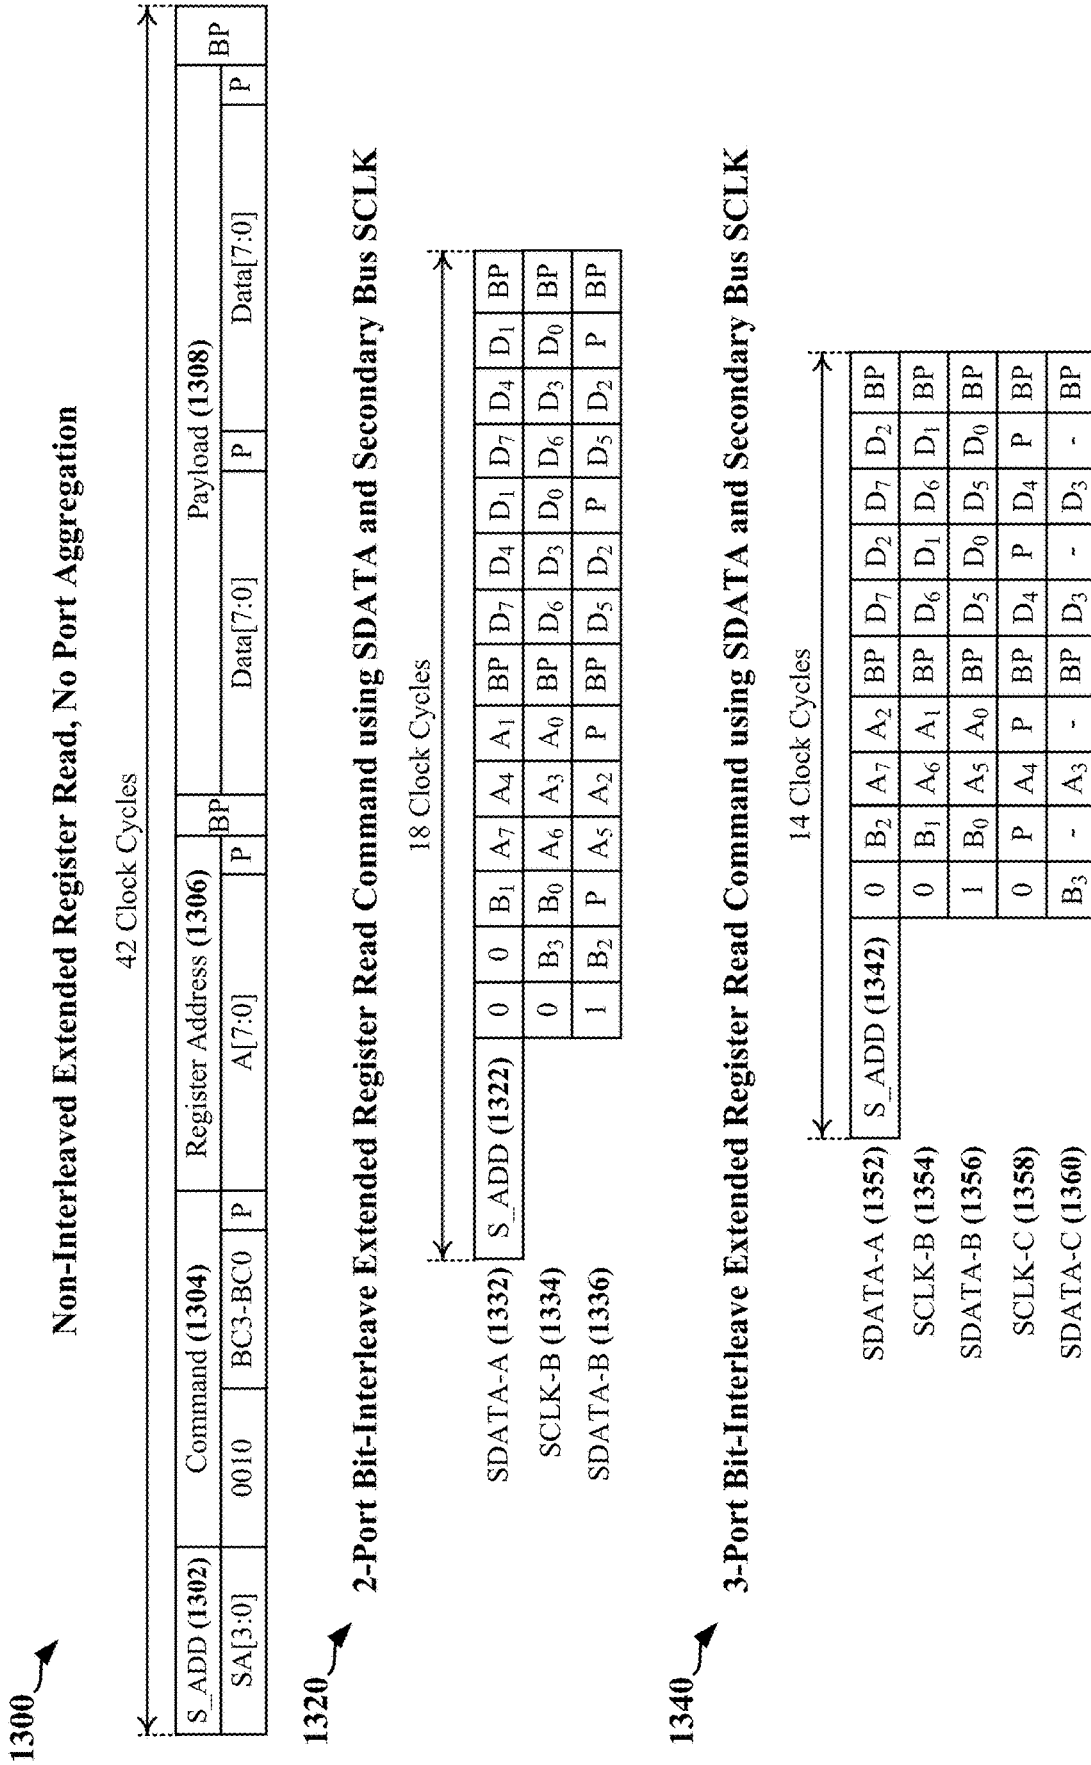 1300
Non-Interleaved Extended Register Read, No Port Aggregation
42 Clock Cycles
S_ADD (1302) Command (1304) Register Address (1306) BP Payload (1308) BP
SA[3:0] 0010 BC3-BC0 P A[7:0] P Data[7:0] P Data[7:0] P
1320
2-Port Bit-Interleave Extended Register Read Command using SDATA and Secondary Bus SCLK
18 Clock Cycles
SDATA-A (1332) S_ADD (1322) 0 0 B1 A7 A4 A1 BP D7 D4 D1 D7 D4 D1 BP
SCLK-B (1334) 0 B3 B0 A6 A3 A0 BP D6 D3 D0 D6 D3 D0 BP
SDATA-B (1336) 1 B2 P A5 A2 P BP D5 D2 P D5 D2 P BP
1340
3-Port Bit-Interleave Extended Register Read Command using SDATA and Secondary Bus SCLK
14 Clock Cycles
SDATA-A (1352) S_ADD (1342) 0 B2 A7 A2 BP D7 D2 D7 D2 BP
SCLK-B (1354) 0 B1 A6 A1 BP D6 D1 D6 D1 BP
SDATA-B (1356) 1 B0 A5 A0 BP D5 D0 D5 D0 BP
SCLK-C (1358) 0 P A4 P BP D4 P D4 P BP
SDATA-C (1360) B3 - A3 - BP D3 - D3 - BP